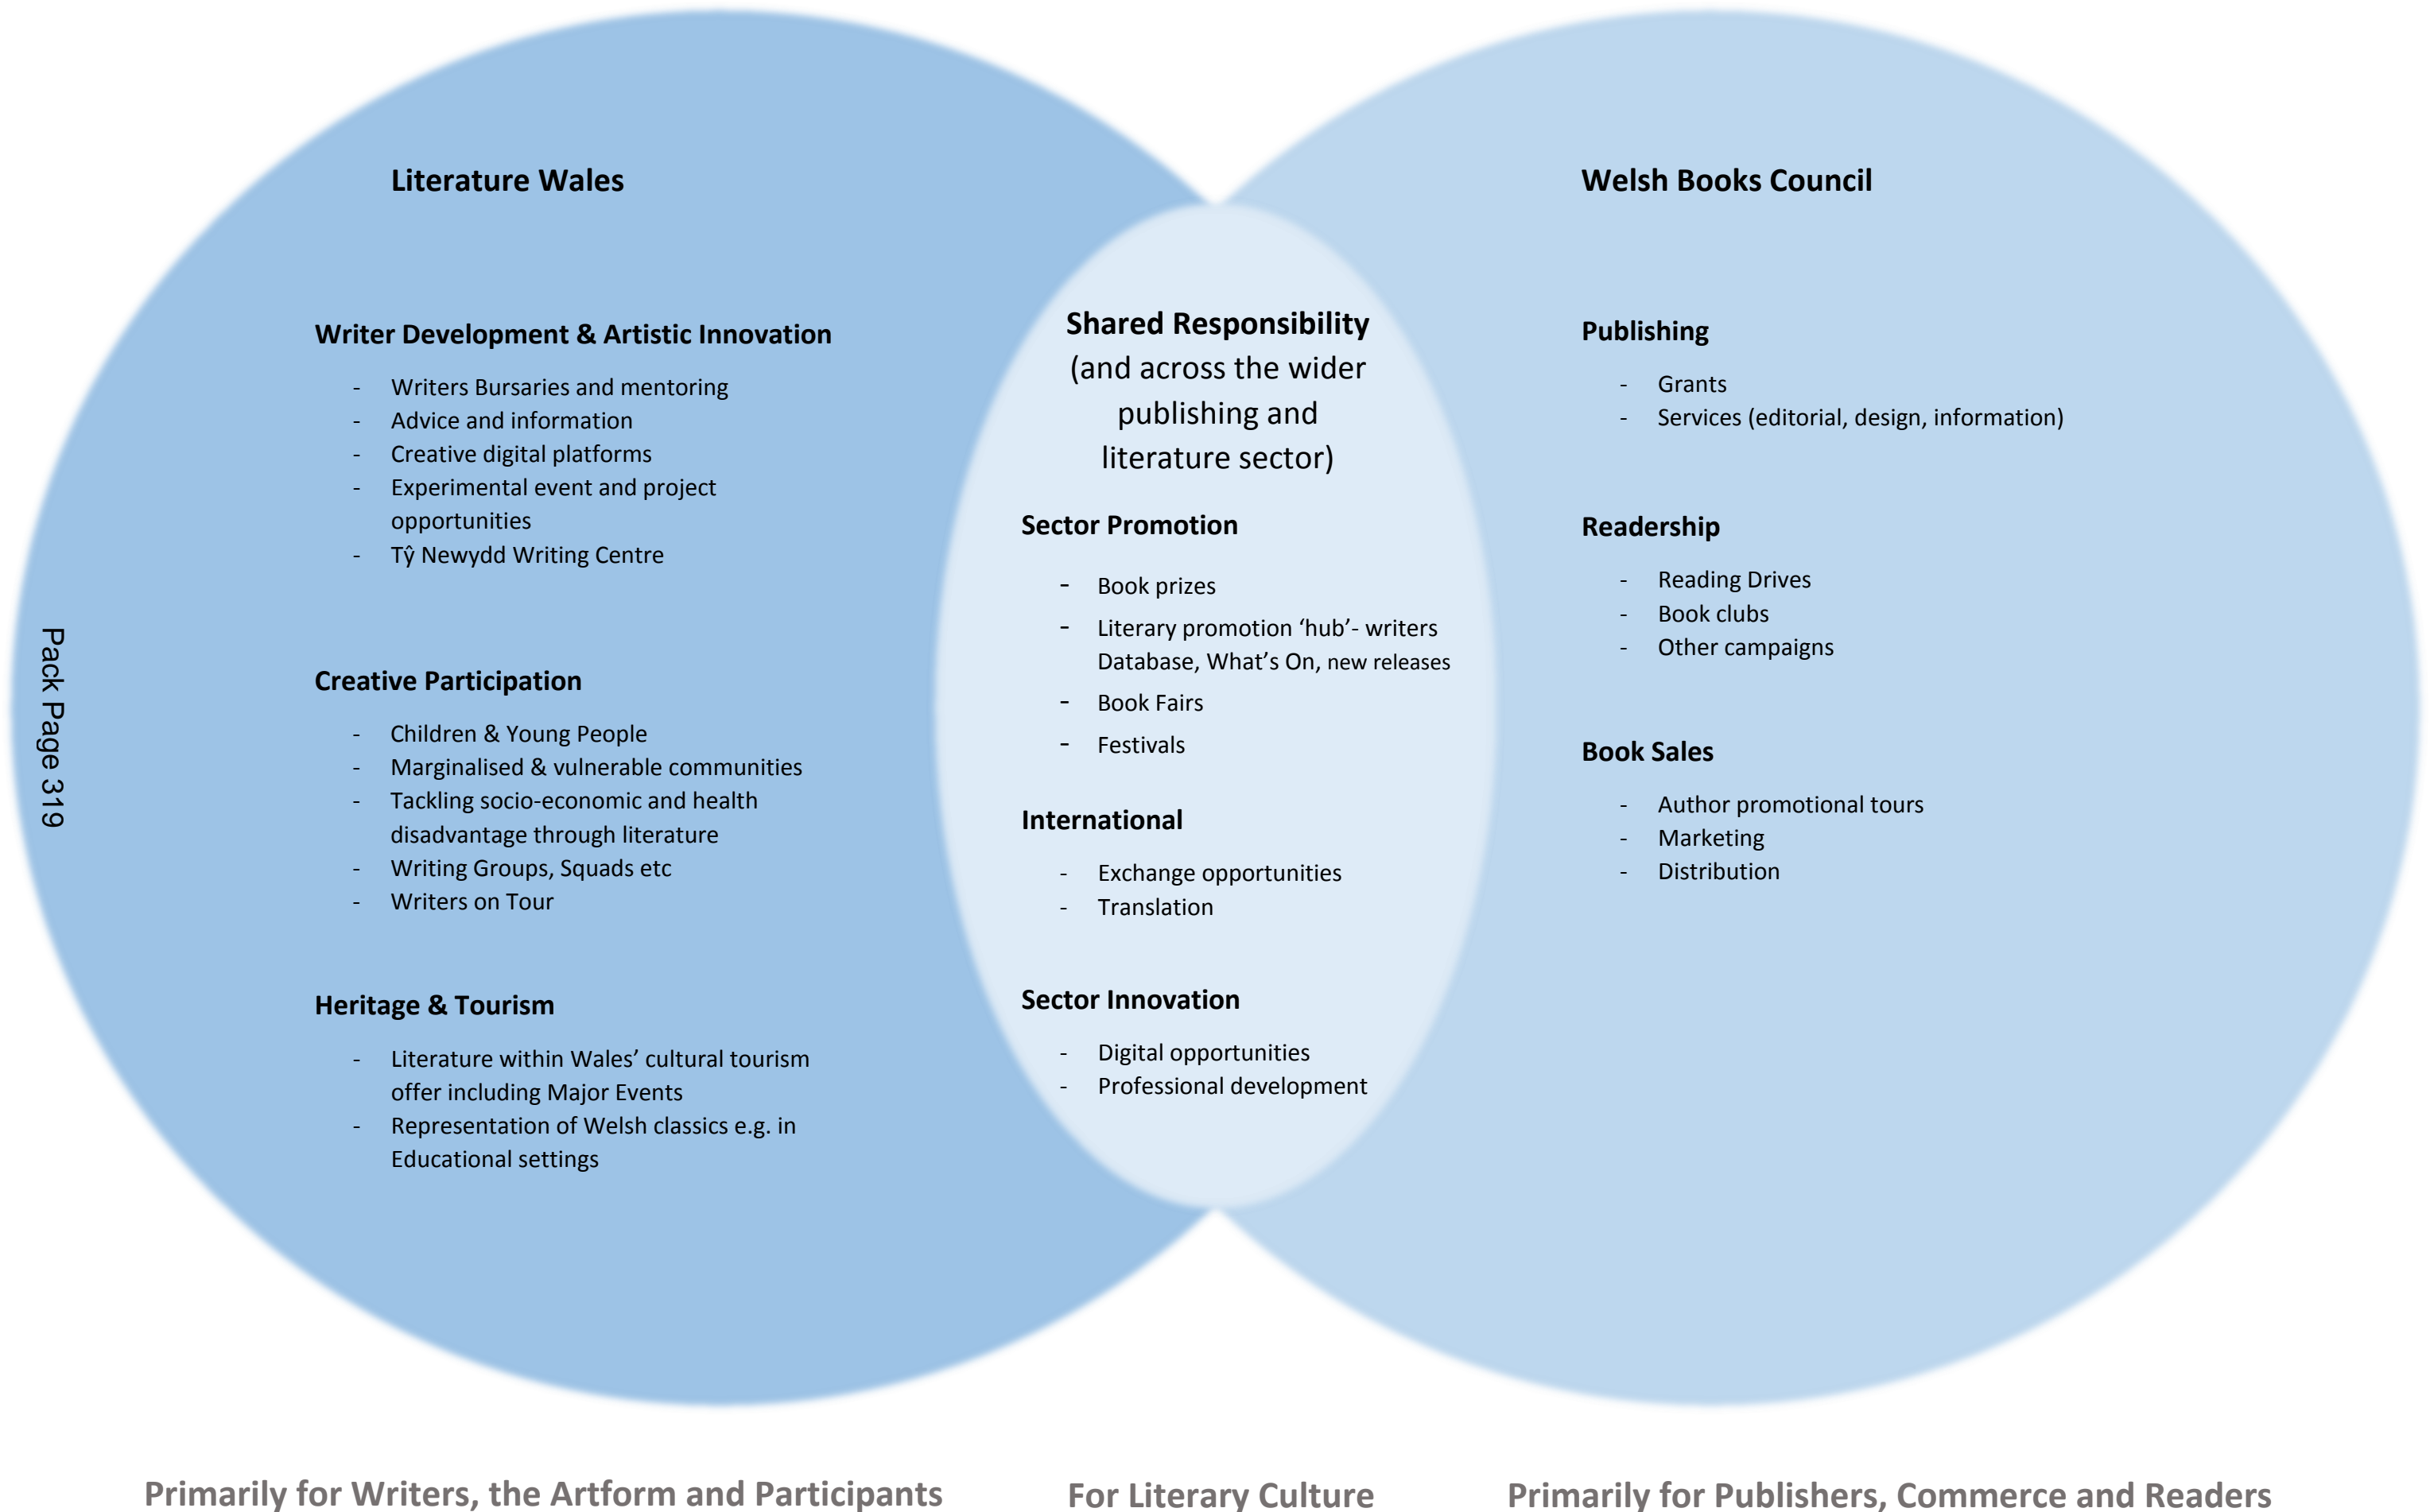 Literature Wales
Writer Development & Artistic Innovation
- Writers Bursaries and mentoring
- Advice and information
- Creative digital platforms
- Experimental event and project
opportunities
- Tŷ Newydd Writing Centre
Creative Participation
- Children & Young People
- Marginalised & vulnerable communities
- Tackling socio-economic and health
disadvantage through literature
- Writing Groups, Squads etc
- Writers on Tour
Heritage & Tourism
- Literature within Wales’ cultural tourism
offer including Major Events
- Representation of Welsh classics e.g. in
Educational settings
Shared Responsibility
(and across the wider
publishing and
literature sector)
Sector Promotion
- Book prizes
- Literary promotion ‘hub’- writers
Database, What’s On, new releases
- Book Fairs
- Festivals
International
- Exchange opportunities
- Translation
Sector Innovation
- Digital opportunities
- Professional development
Welsh Books Council
Publishing
- Grants
- Services (editorial, design, information)
Readership
- Reading Drives
- Book clubs
- Other campaigns
Book Sales
- Author promotional tours
- Marketing
- Distribution
Pack Page 319
Primarily for Writers, the Artform and Participants
For Literary Culture
Primarily for Publishers, Commerce and Readers